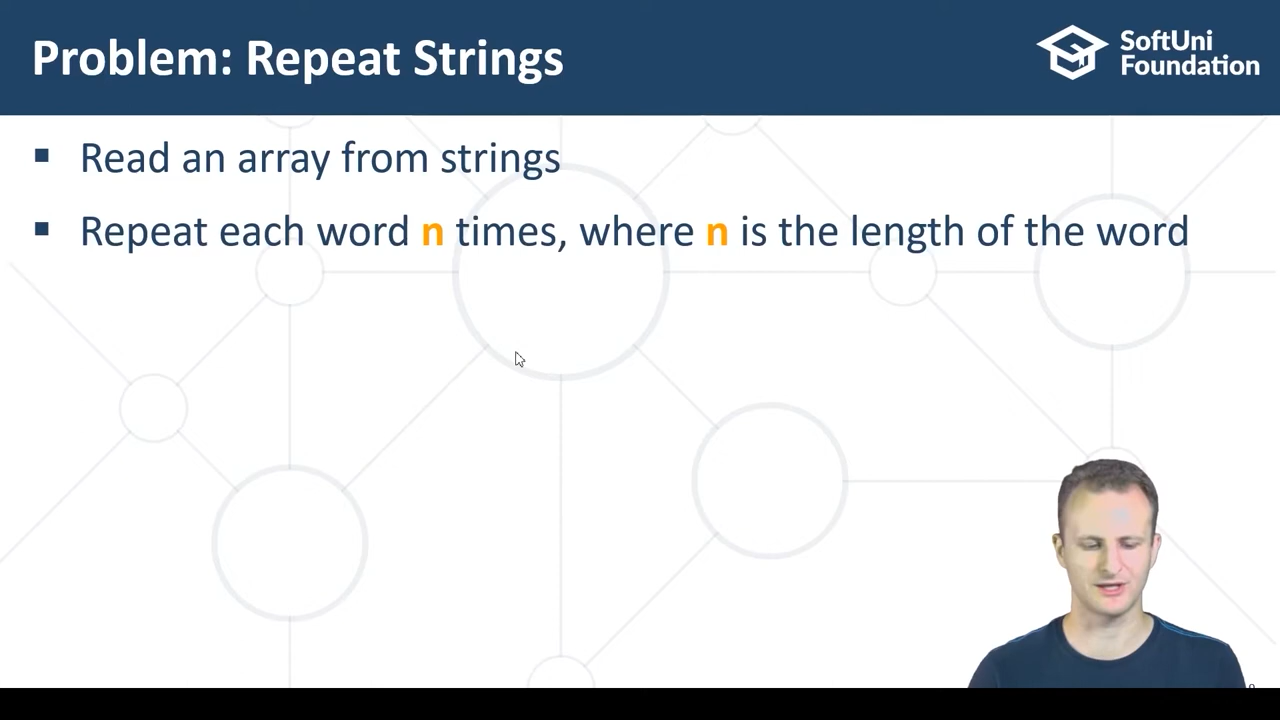 Problem: Repeat Strings
SoftUni
Foundation
▪ Read an array from strings
▪ Repeat each word n times, where n is the length of the word